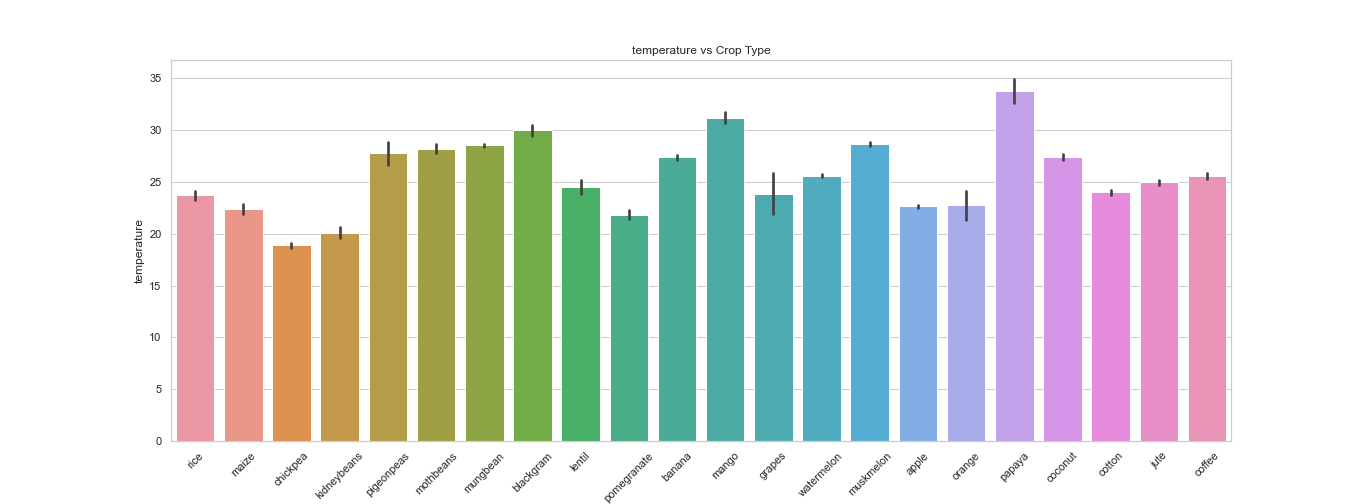 temperature vs Crop Type
temperature
35
30
25
20
15
10
5
0
rice
maize
chickpea
kidneybeans
pigeonpeas
mothbeans
mungbean
blackgram
lentil
pomegranate
banana
mango
grapes
watermelon
muskmelon
apple
orange
papaya
coconut
cotton
jute
coffee